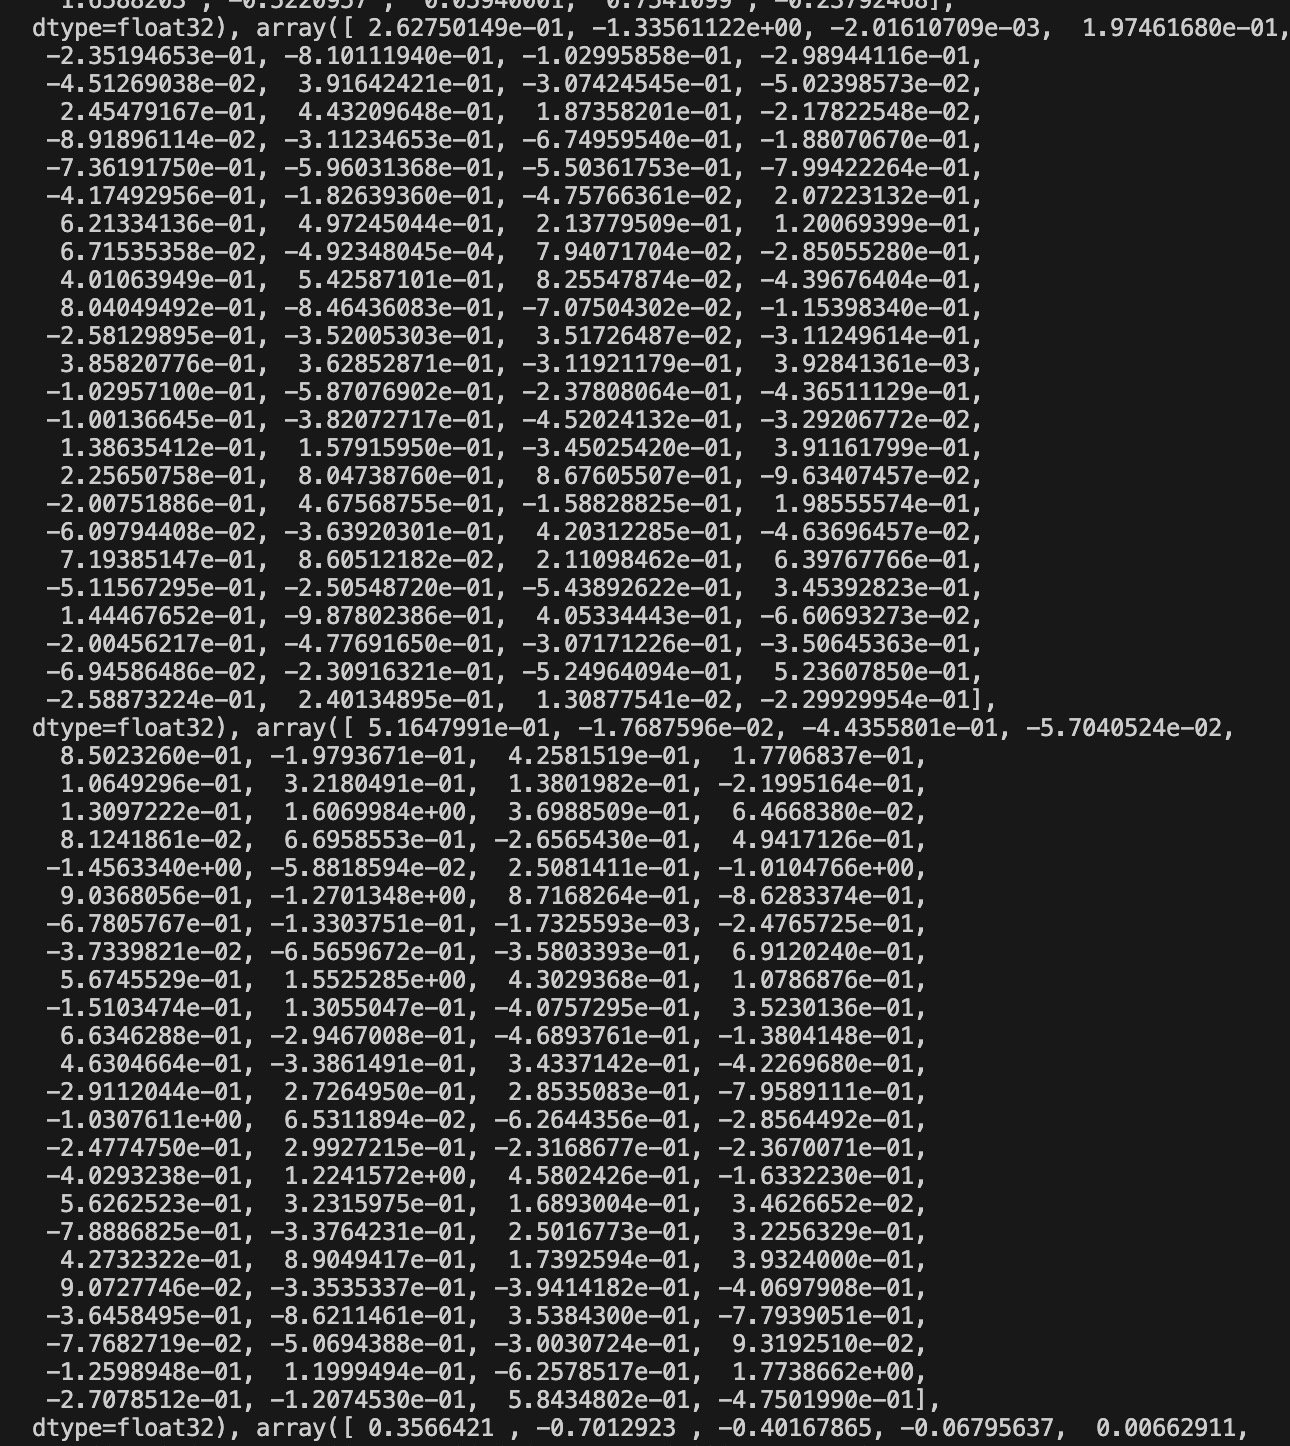 1.6588203 , -0.5220957 , 0.05940001, 0.7541099 , -0.23792468],
dtype=float32), array([ 2.62750149e-01, -1.33561122e+00, -2.01610709e-03, 1.97461680e-01,
-2.35194653e-01, -8.10111940e-01, -1.02995858e-01, -2.98944116e-01,
-4.51269038e-02, 3.91642421e-01, -3.07424545e-01, -5.02398573e-02,
2.45479167e-01, 4.43209648e-01, 1.87358201e-01, -2.17822548e-02,
-8.91896114e-02, -3.11234653e-01, -6.74959540e-01, -1.88070670e-01,
-7.36191750e-01, -5.96031368e-01, -5.50361753e-01, -7.99422264e-01,
-4.17492956e-01, -1.82639360e-01, -4.75766361e-02, 2.07223132e-01,
6.21334136e-01, 4.97245044e-01, 2.13779509e-01, 1.20069399e-01,
6.71535358e-02, -4.92348045e-04, 7.94071704e-02, -2.85055280e-01,
4.01063949e-01, 5.42587101e-01, 8.25547874e-02, -4.39676404e-01,
8.04049492e-01, -8.46436083e-01, -7.07504302e-02, -1.15398340e-01,
-2.58129895e-01, -3.52005303e-01, 3.51726487e-02, -3.11249614e-01,
3.85820776e-01, 3.62852871e-01, -3.11921179e-01, 3.92841361e-03,
-1.02957100e-01, -5.87076902e-01, -2.37808064e-01, -4.36511129e-01,
-1.00136645e-01, -3.82072717e-01, -4.52024132e-01, -3.29206772e-02,
1.38635412e-01, 1.57915950e-01, -3.45025420e-01, 3.91161799e-01,
2.25650758e-01, 8.04738760e-01, 8.67605507e-01, -9.63407457e-02,
-2.00751886e-01, 4.67568755e-01, -1.58828825e-01, 1.98555574e-01,
-6.09794408e-02, -3.63920301e-01, 4.20312285e-01, -4.63696457e-02,
7.19385147e-01, 8.60512182e-02, 2.11098462e-01, 6.39767766e-01,
-5.11567295e-01, -2.50548720e-01, -5.43892622e-01, 3.45392823e-01,
1.44467652e-01, -9.87802386e-01, 4.05334443e-01, -6.60693273e-02,
-2.00456217e-01, -4.77691650e-01, -3.07171226e-01, -3.50645363e-01,
-6.94586486e-02, -2.30916321e-01, -5.24964094e-01, 5.23607850e-01,
-2.58873224e-01, 2.40134895e-01, 1.30877541e-02, -2.29929954e-01],
dtype=float32), array([ 5.1647991e-01, -1.7687596e-02, -4.4355801e-01, -5.7040524e-02,
8.5023260e-01, -1.9793671e-01, 4.2581519e-01, 1.7706837e-01,
1.0649296e-01, 3.2180491e-01, 1.3801982e-01, -2.1995164e-01,
1.3097222e-01, 1.6069984e+00, 3.6988509e-01, 6.4668380e-02,
8.1241861e-02, 6.6958553e-01, -2.6565430e-01, 4.9417126e-01,
-1.4563340e+00, -5.8818594e-02, 2.5081411e-01, -1.0104766e+00,
9.0368056e-01, -1.2701348e+00, 8.7168264e-01, -8.6283374e-01,
-6.7805767e-01, -1.3303751e-01, -1.7325593e-03, -2.4765725e-01,
-3.7339821e-02, -6.5659672e-01, -3.5803393e-01, 6.9120240e-01,
5.6745529e-01, 1.5525285e+00, 4.3029368e-01, 1.0786876e-01,
-1.5103474e-01, 1.3055047e-01, -4.0757295e-01, 3.5230136e-01,
6.6346288e-01, -2.9467008e-01, -4.6893761e-01, -1.3804148e-01,
4.6304664e-01, -3.3861491e-01, 3.4337142e-01, -4.2269680e-01,
-2.9112044e-01, 2.7264950e-01, 2.8535083e-01, -7.9589111e-01,
-1.0307611e+00, 6.5311894e-02, -6.2644356e-01, -2.8564492e-01,
-2.4774750e-01, 2.9927215e-01, -2.3168677e-01, -2.3670071e-01,
-4.0293238e-01, 1.2241572e+00, 4.5802426e-01, -1.6332230e-01,
5.6262523e-01, 3.2315975e-01, 1.6893004e-01, 3.4626652e-02,
-7.8886825e-01, -3.3764231e-01, 2.5016773e-01, 3.2256329e-01,
4.2732322e-01, 8.9049417e-01, 1.7392594e-01, 3.9324000e-01,
9.0727746e-02, -3.3535337e-01, -3.9414182e-01, -4.0697908e-01,
-3.6458495e-01, -8.6211461e-01, 3.5384300e-01, -7.7939051e-01,
-7.7682719e-02, -5.0694388e-01, -3.0030724e-01, 9.3192510e-02,
-1.2598948e-01, 1.1999494e-01, -6.2578517e-01, 1.7738662e+00,
-2.7078512e-01, -1.2074530e-01, 5.8434802e-01, -4.7501990e-01],
dtype=float32), array([ 0.3566421 , -0.7012923 , -0.40167865, -0.06795637, 0.00662911,